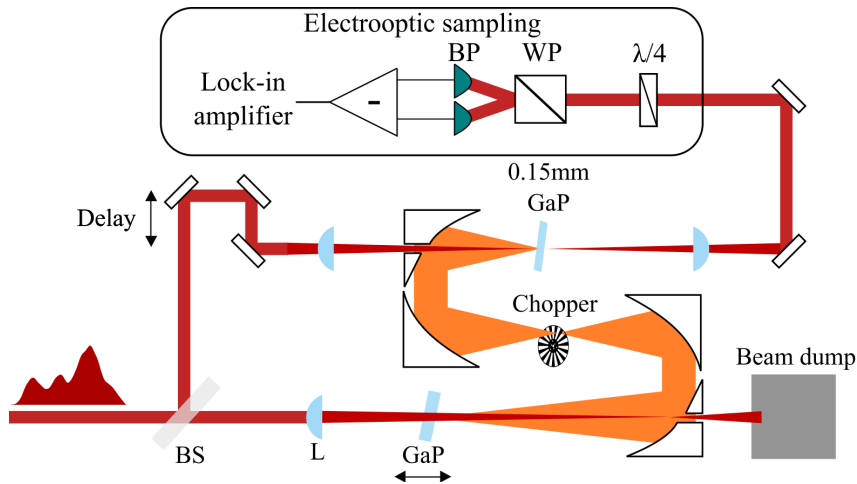 Electrooptic sampling
BP
WP
λ/4
Lock-in
amplifier
-
0.15mm
GaP
Delay
Chopper
Beam dump
BS
L
GaP